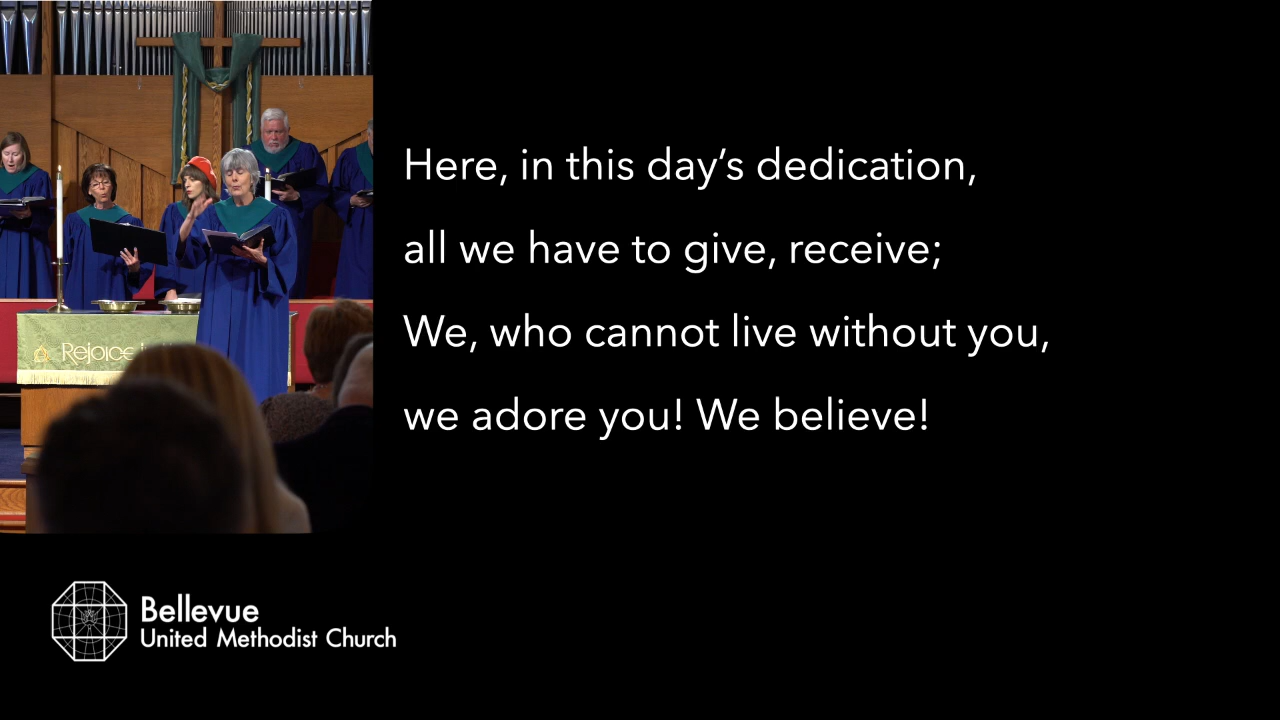 Here, in this day’s dedication,
all we have to give, receive;
We, who cannot live without you,
we adore you! We believe!
Rejoice
Bellevue
United Methodist Church